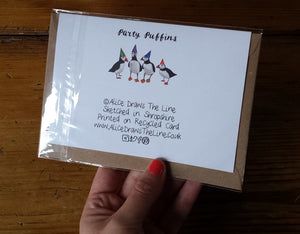 Party Puffins
©Alice Draws The Line
Sketched in Shropshire
Printed on Recycled Card
www.AliceDrawsTheLine.co.uk